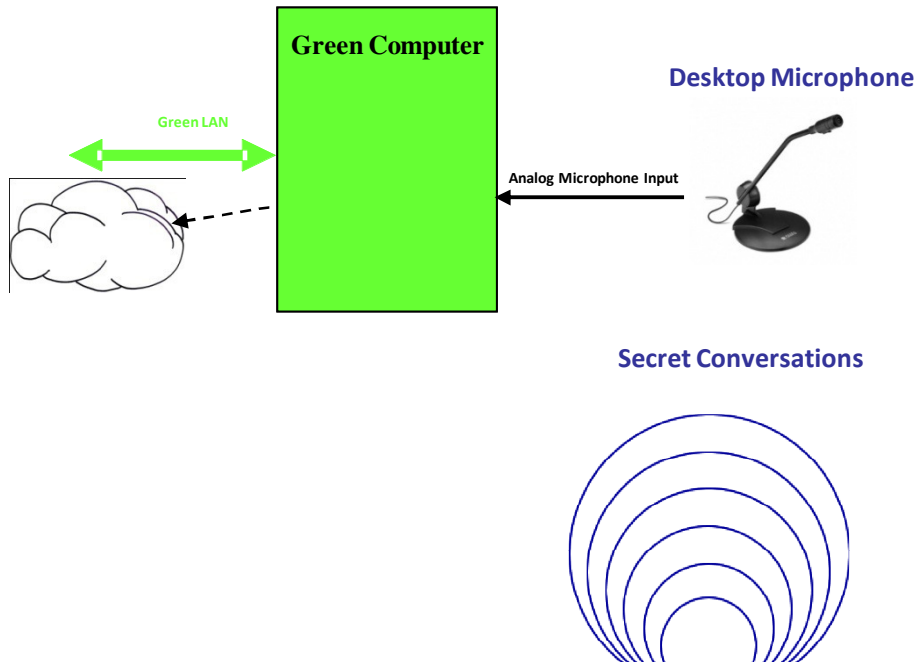 Green Computer
Desktop Microphone
Green LAN
Analog Microphone Input
Secret Conversations